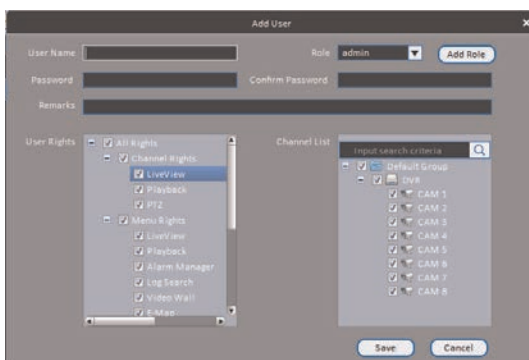 Add User
User Name
Role
admin
Add Role
Password
Confirm Password
Remarks
User Rights
All Rights
Channel Rights
LiveView
Playback
PTZ
Menu Rights
LiveView
Playback
Alarm Manager
Log Search
Video Wall
E-Map
Channel List
Input search criteria
Default Group
DVR
CAM 1
CAM 2
CAM 3
CAM 4
CAM 5
CAM 6
CAM 7
CAM 8
Save
Cancel